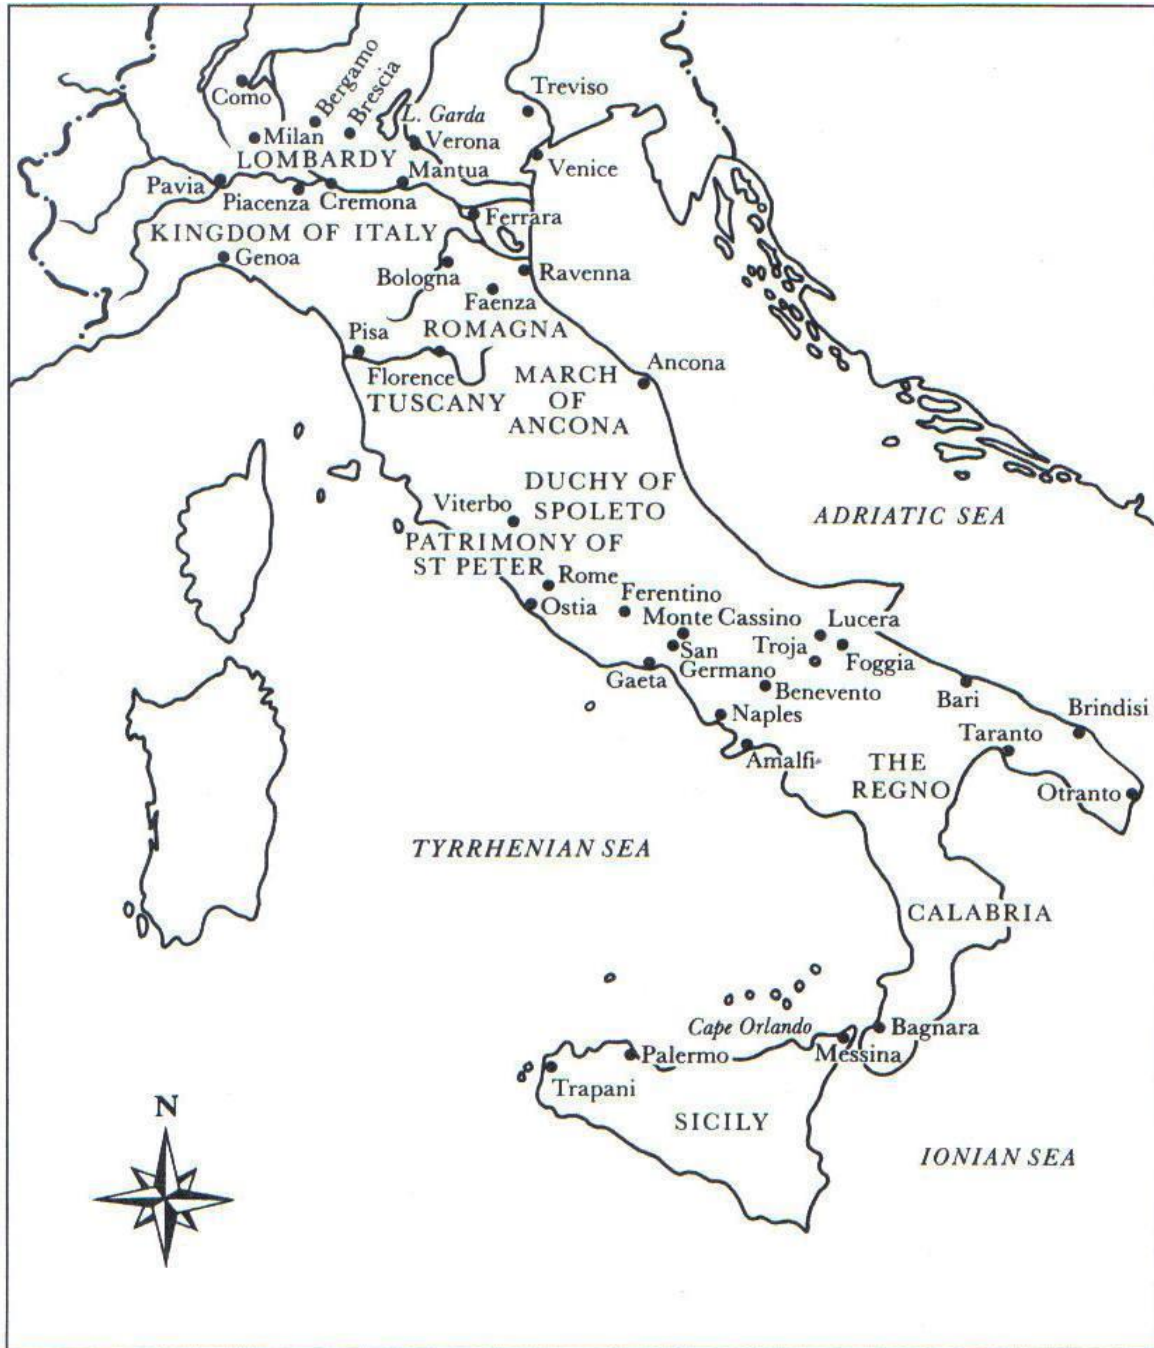 Treviso
Como
Bergamo
Brescia
L. Garda
Milan
Verona
Venice
LOMBARDY
Mantua
Pavia
Piacenza
Cremona
Ferrara
KINGDOM OF ITALY
Genoa
Bologna
Ravenna
Faenza
Pisa
ROMAGNA
Florence
Ancona
MARCH
OF
ANCONA
TUSCANY
DUCHY OF
SPOLETO
Viterbo
ADRIATIC SEA
PATRIMONY OF
ST PETER
Rome
Ostia
Ferentino
Monte Cassino
Lucera
San
Germano
Troja
Foggia
Gaeta
Benevento
Bari
Naples
Brindisi
Taranto
Amalfi
THE
REGNO
Otranto
TYRRHENIAN SEA
CALABRIA
Cape Orlando
Bagnara
Palermo
Messina
Trapani
SICILY
N
IONIAN SEA